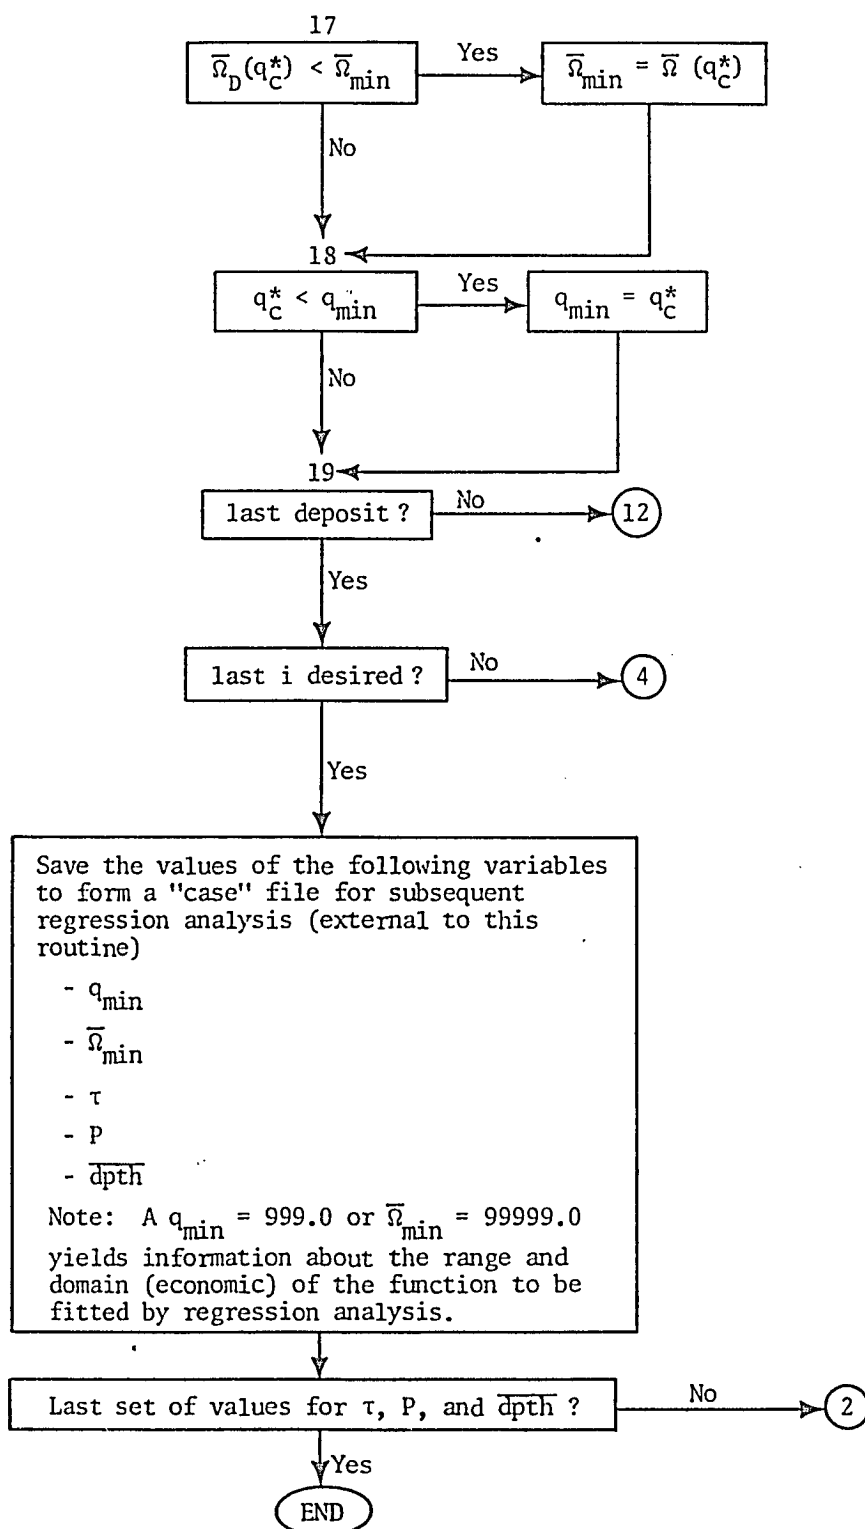 17
Ω̅_D(q*_c) < Ω̅_min
Yes
Ω̅_min = Ω̅ (q*_c)
No
18
q*_c < q_min
Yes
q_min = q*_c
No
19
last deposit ?
No
12
Yes
last i desired ?
No
4
Yes
Save the values of the following variables
to form a "case" file for subsequent
regression analysis (external to this
routine)
- q_min
- Ω̅_min
- τ
- P
- d̅p̅t̅h̅
Note: A q_min = 999.0 or Ω̅_min = 99999.0
yields information about the range and
domain (economic) of the function to be
fitted by regression analysis.
Last set of values for τ, P, and d̅p̅t̅h̅ ?
No
2
Yes
END